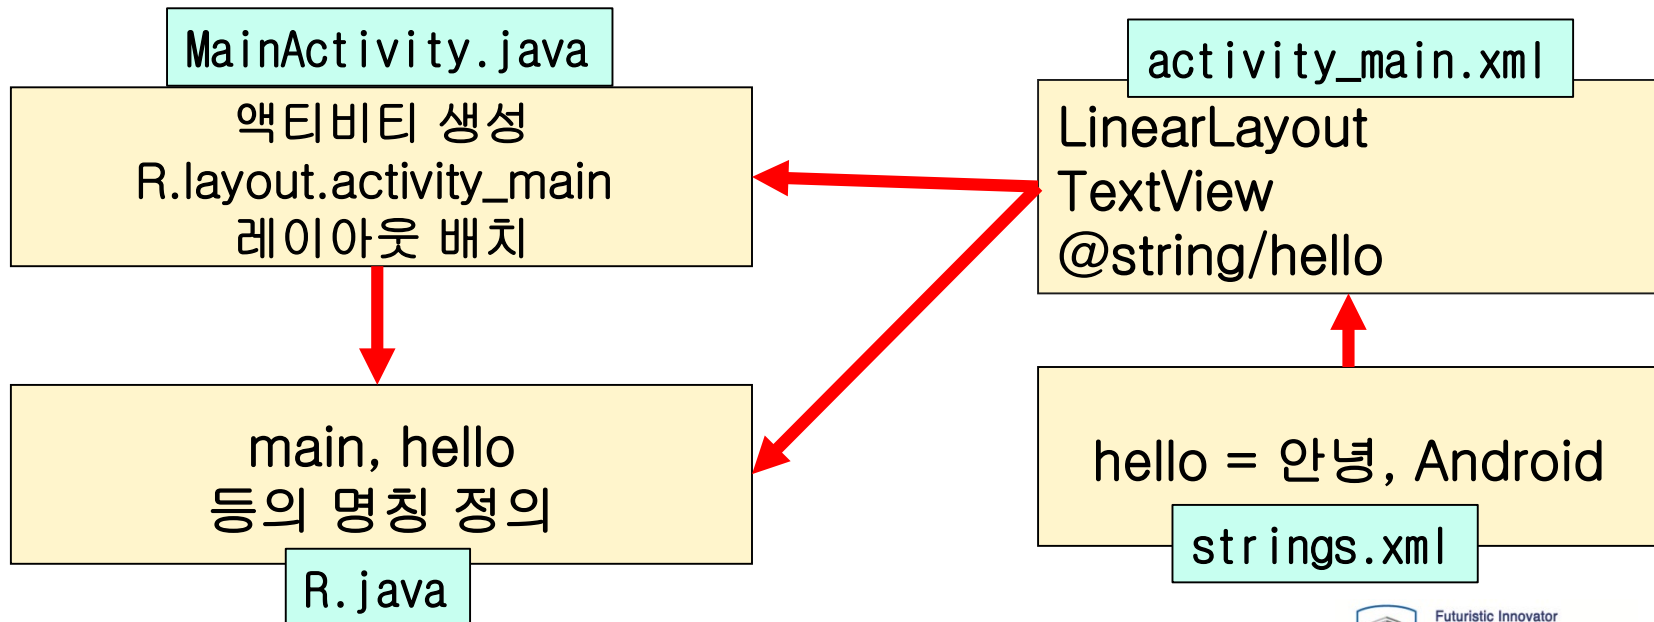 MainActivity.java
액티비티 생성
R.layout.activity_main
레이아웃 배치
activity_main.xml
LinearLayout
TextView
@string/hello
main, hello
등의 명칭 정의
R.java
hello = 안녕, Android
strings.xml
Futuristic Innovator